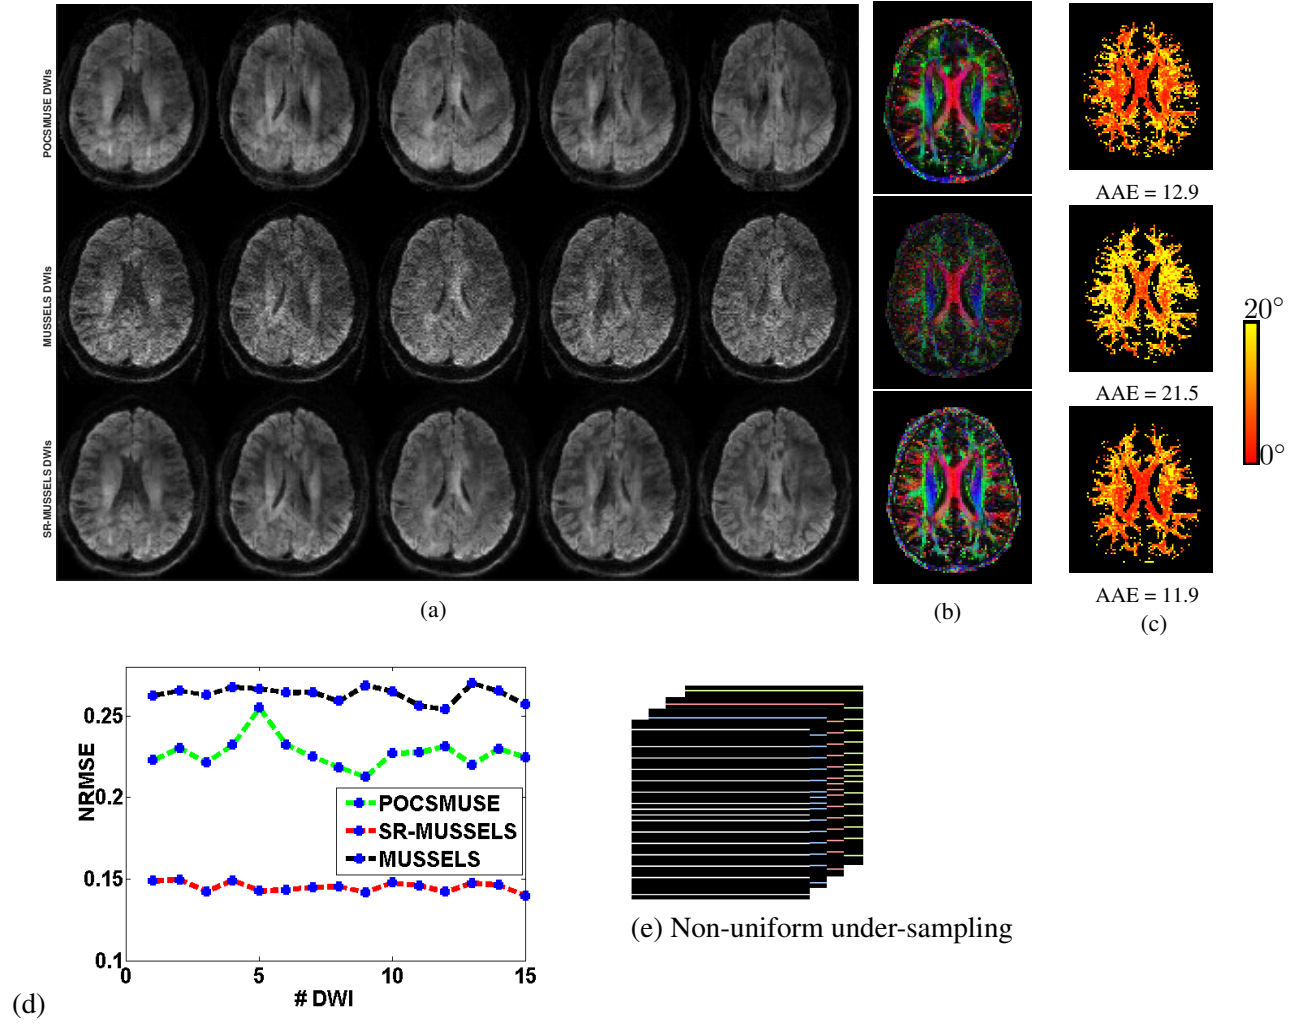 POCSMUSE DWIs
MUSSELS DWIs
SR-MUSSELS DWIs
(a)
(b)
AAE = 12.9
AAE = 21.5
AAE = 11.9
(c)
20°
0°
NRMSE
0.25
0.2
0.15
0.1
0
5
10
15
# DWI
POCSMUSE
SR-MUSSELS
MUSSELS
(d)
(e) Non-uniform under-sampling